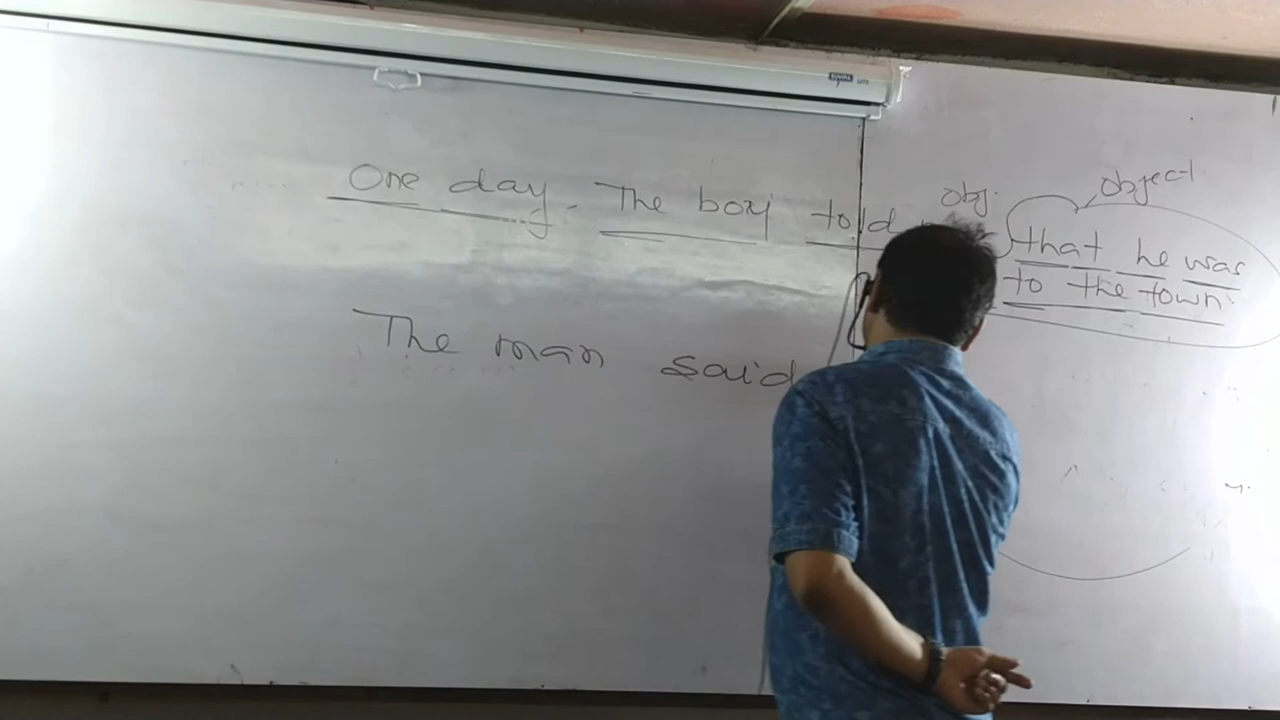 obj. object
One day. The boy told that he was
to the town.
The man said